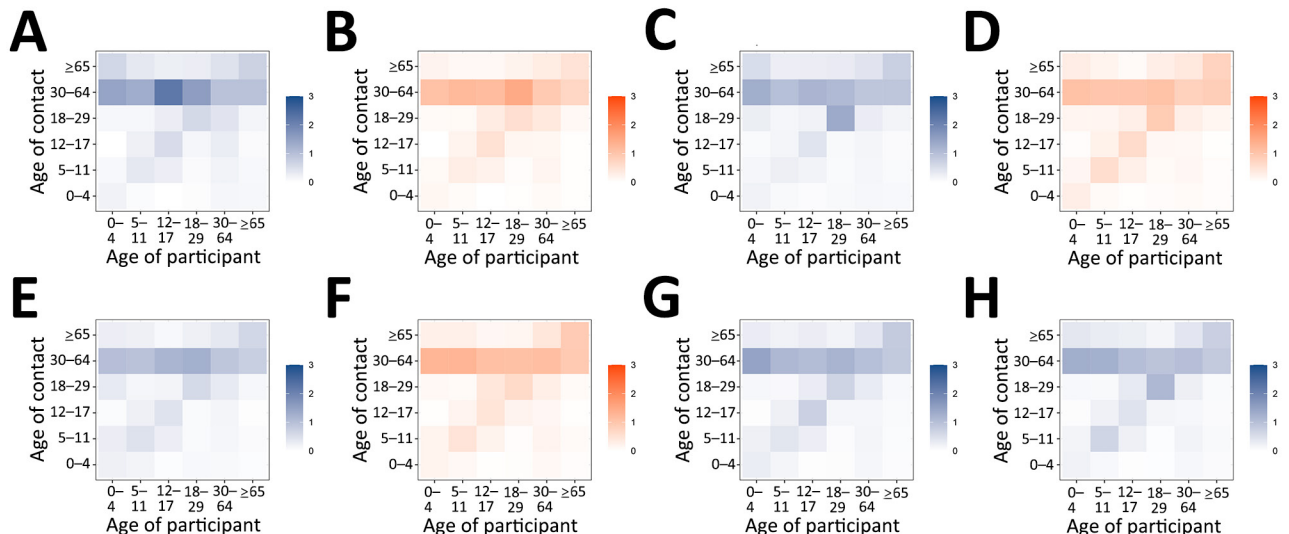 A
Age of contact
≥65
30–64
18–29
12–17
5–11
0–4
0– 5– 12– 18– 30– ≥65
4 11 17 29 64
Age of participant
3
2
1
0
B
≥65
30–64
18–29
12–17
5–11
0–4
0– 5– 12– 18– 30– ≥65
4 11 17 29 64
Age of participant
3
2
1
0
C
Age of contact
≥65
30–64
18–29
12–17
5–11
0–4
0– 5– 12– 18– 30– ≥65
4 11 17 29 64
Age of participant
3
2
1
0
D
Age of contact
≥65
30–64
18–29
12–17
5–11
0–4
0– 5– 12– 18– 30– ≥65
4 11 17 29 64
Age of participant
3
2
1
0
E
Age of contact
≥65
30–64
18–29
12–17
5–11
0–4
0– 5– 12– 18– 30– ≥65
4 11 17 29 64
Age of participant
3
2
1
0
F
Age of contact
≥65
30–64
18–29
12–17
5–11
0–4
0– 5– 12– 18– 30– ≥65
4 11 17 29 64
Age of participant
3
2
1
0
G
Age of contact
≥65
30–64
18–29
12–17
5–11
0–4
0– 5– 12– 18– 30– ≥65
4 11 17 29 64
Age of participant
3
2
1
0
H
Age of contact
≥65
30–64
18–29
12–17
5–11
0–4
0– 5– 12– 18– 30– ≥65
4 11 17 29 64
Age of participant
3
2
1
0